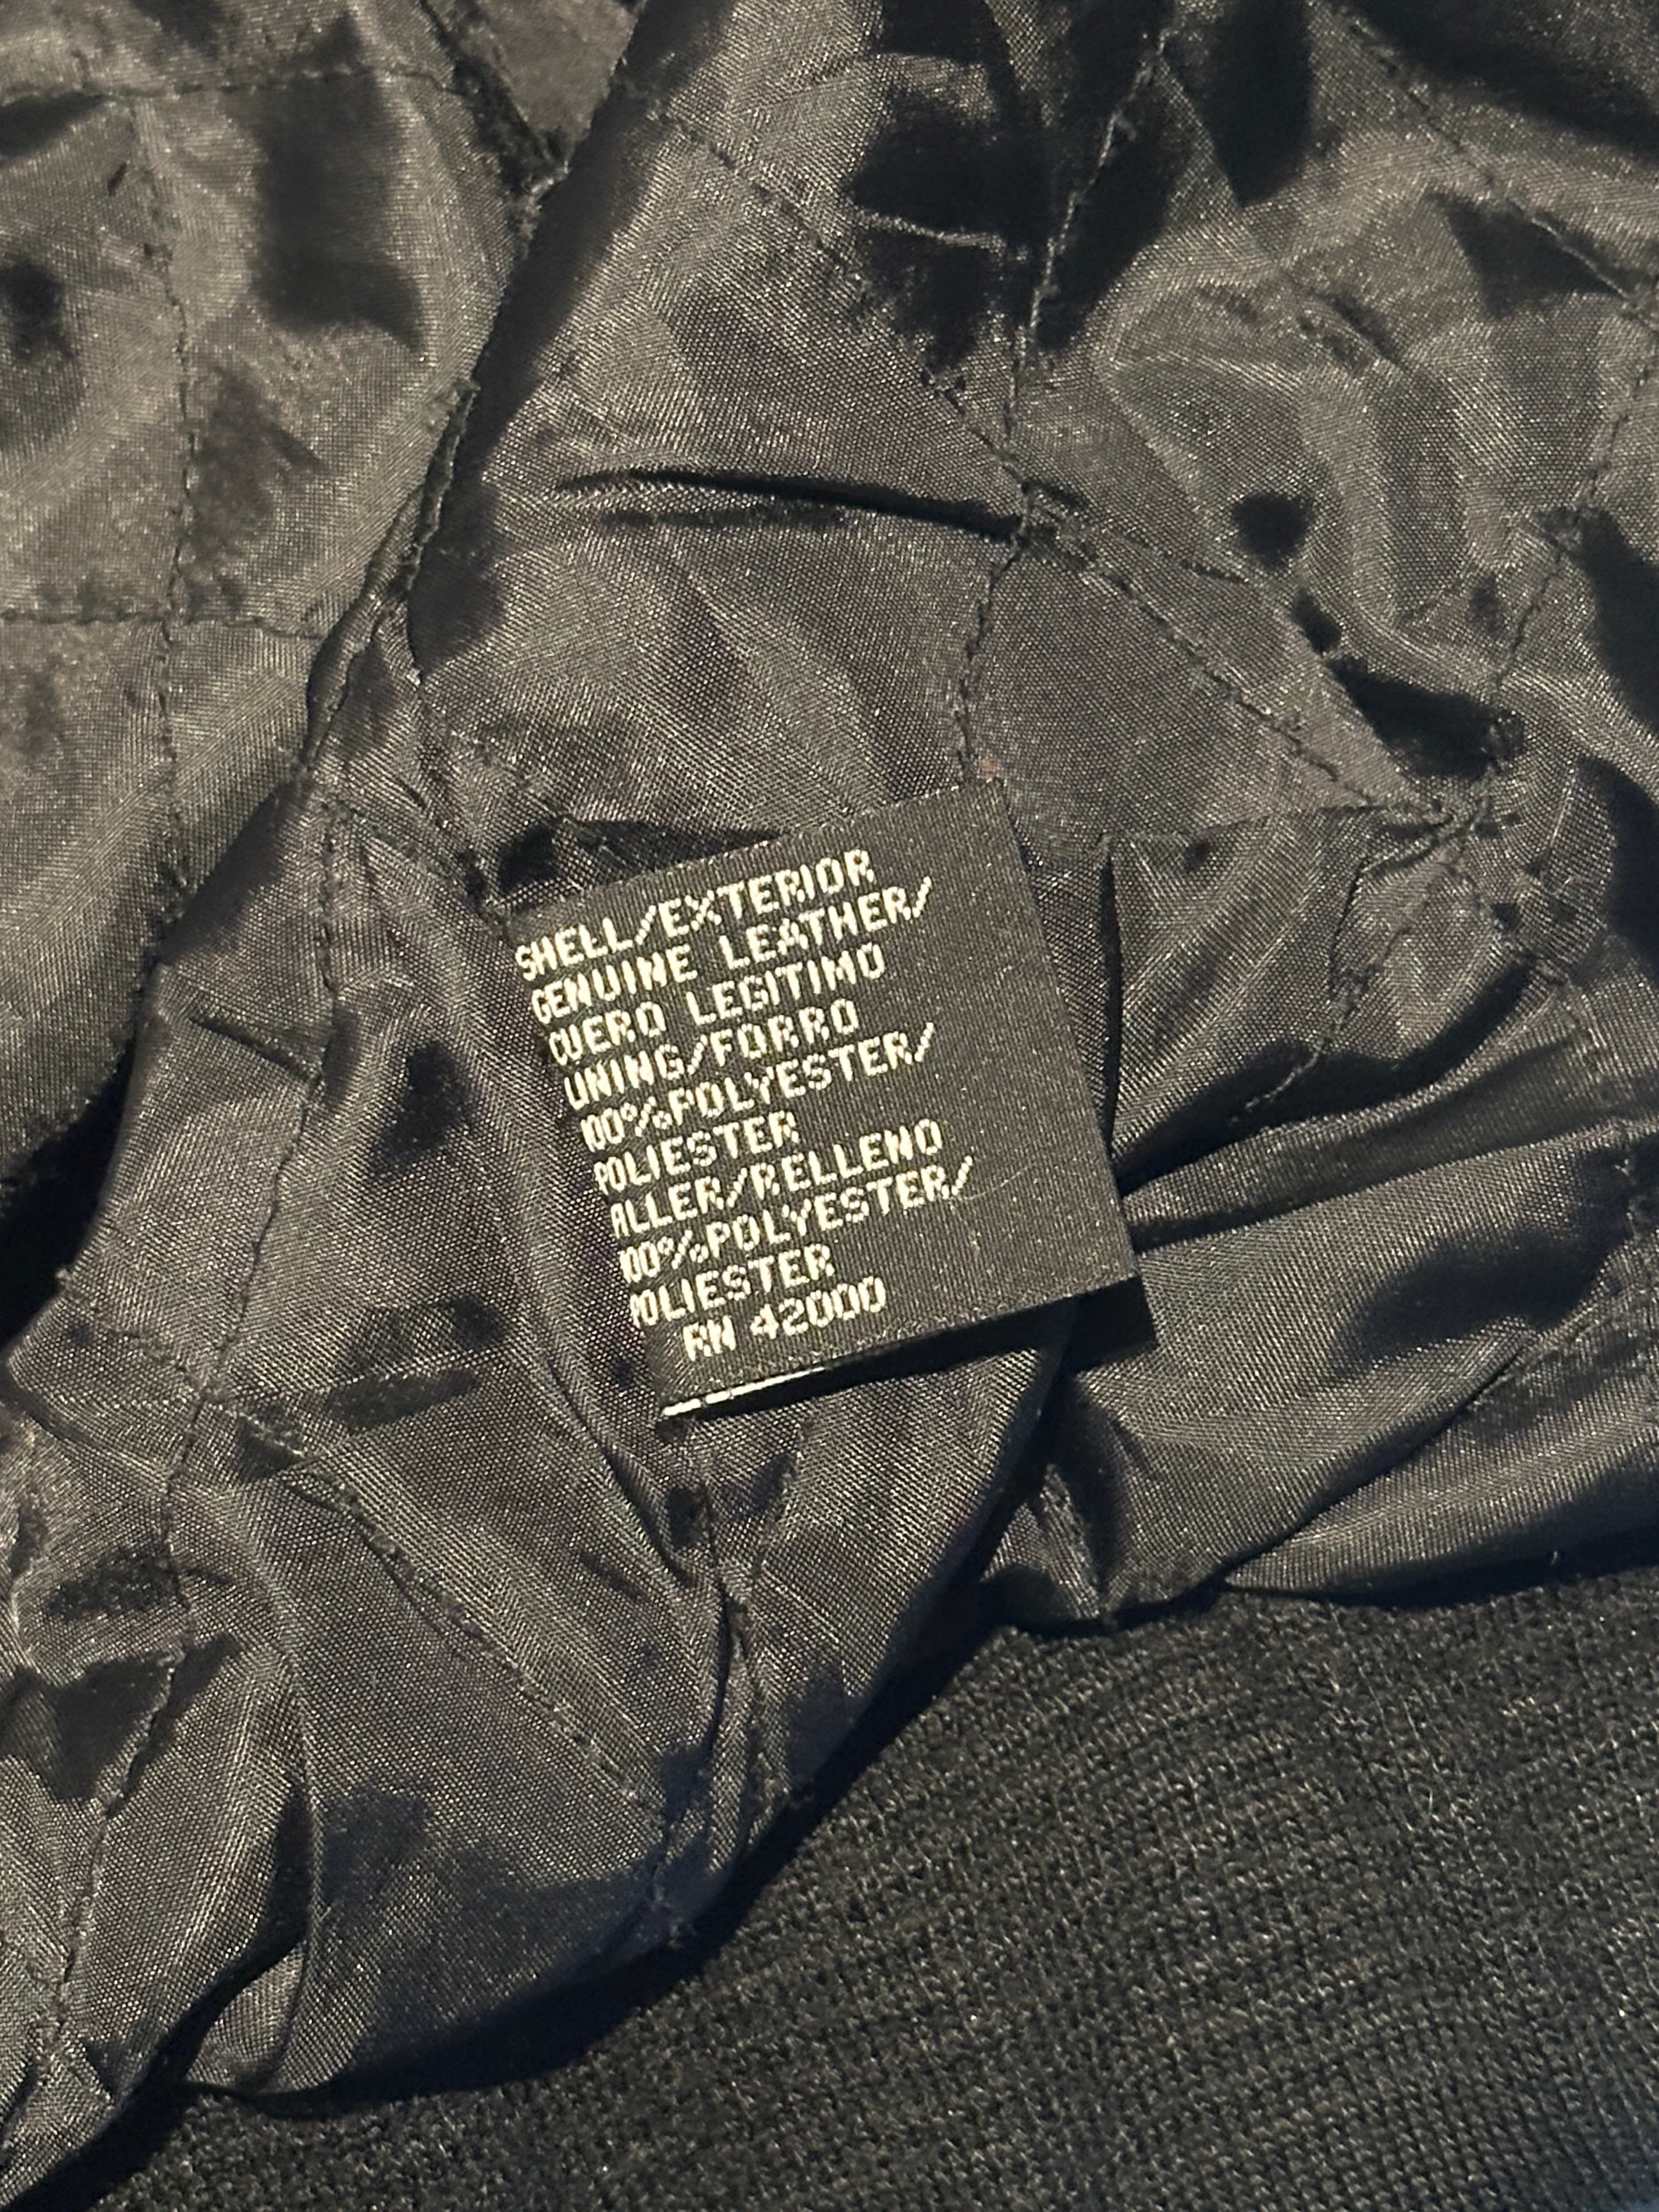 SHELL/EXTERIOR
GENUINE LEATHER/
CUERO LEGITIMO
LINING/FORRO
100%POLYESTER/
POLIESTER
FILLER/RELLENO
100%POLYESTER/
POLIESTER
RN 42000